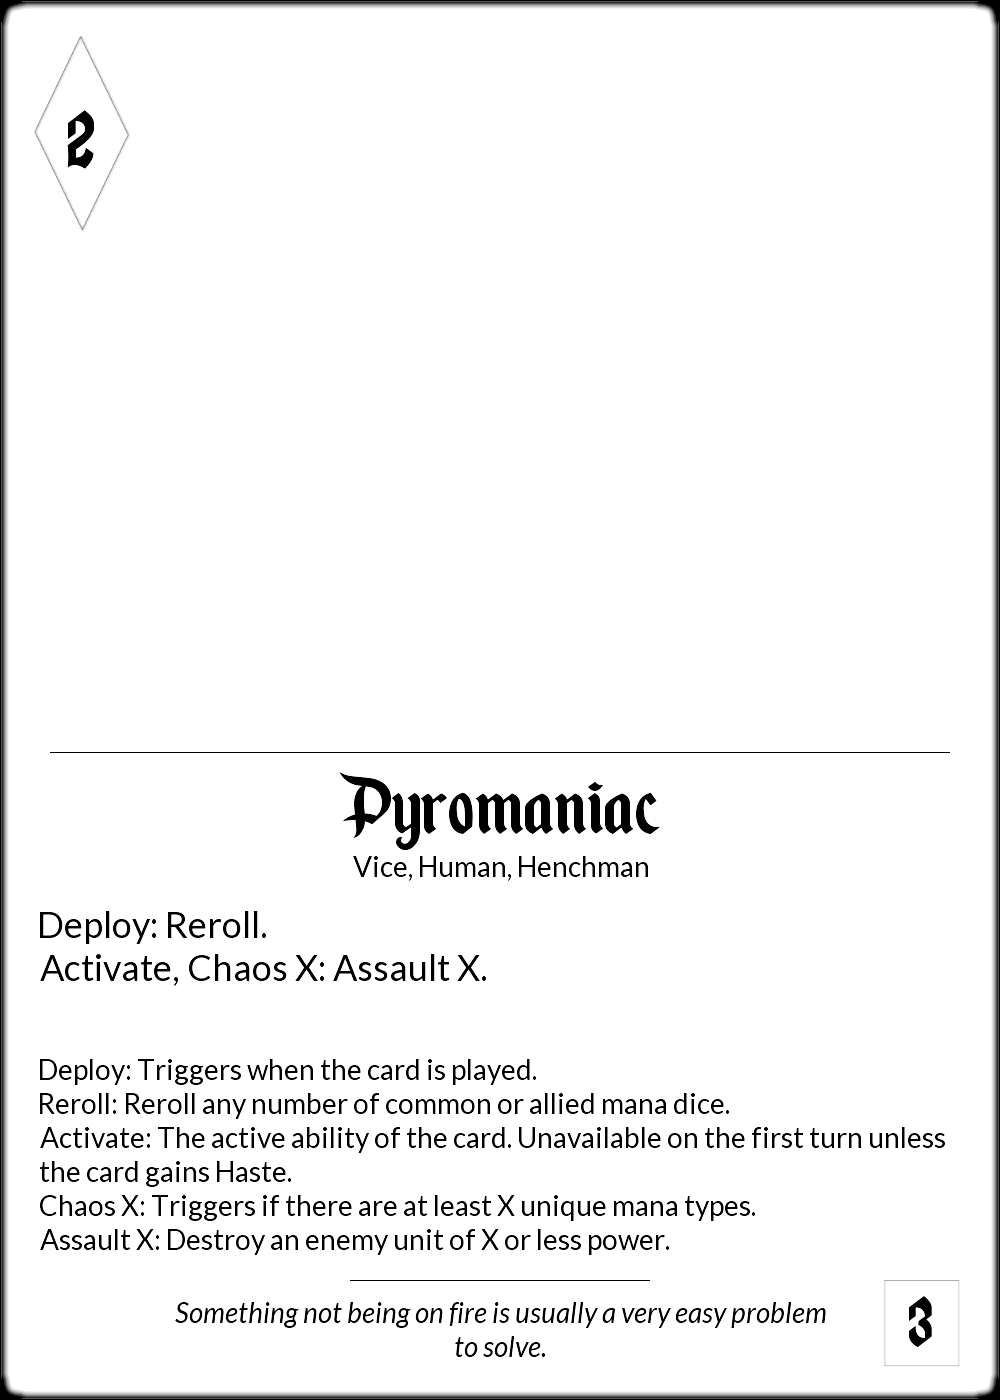 2
Pyromaniac
Vice, Human, Henchman
Deploy: Reroll.
Activate, Chaos X: Assault X.
Deploy: Triggers when the card is played.
Reroll: Reroll any number of common or allied mana dice.
Activate: The active ability of the card. Unavailable on the first turn unless
the card gains Haste.
Chaos X: Triggers if there are at least X unique mana types.
Assault X: Destroy an enemy unit of X or less power.
Something not being on fire is usually a very easy problem
to solve.
3